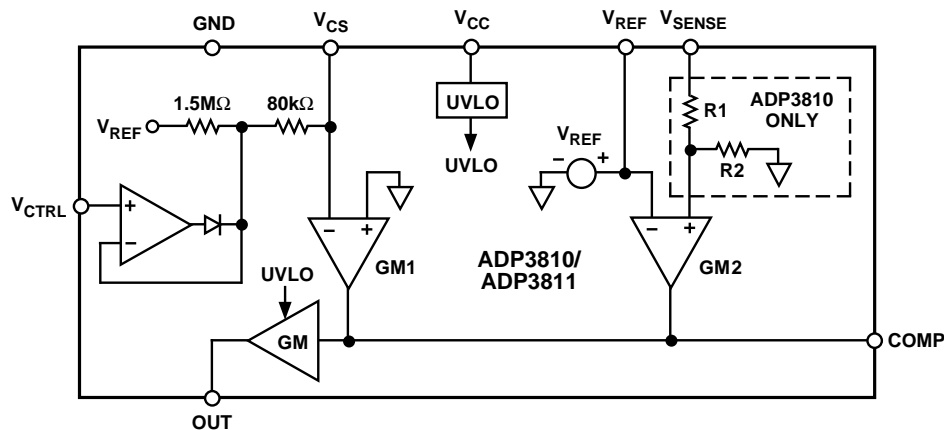 GND
V_CS
V_CC
V_REF
V_SENSE
1.5MΩ
80kΩ
V_REF
UVLO
UVLO
V_REF
−
+
R1
R2
ADP3810
ONLY
V_CTRL
+
−
−
+
GM1
ADP3810/
ADP3811
−
+
GM2
UVLO
GM
COMP
OUT